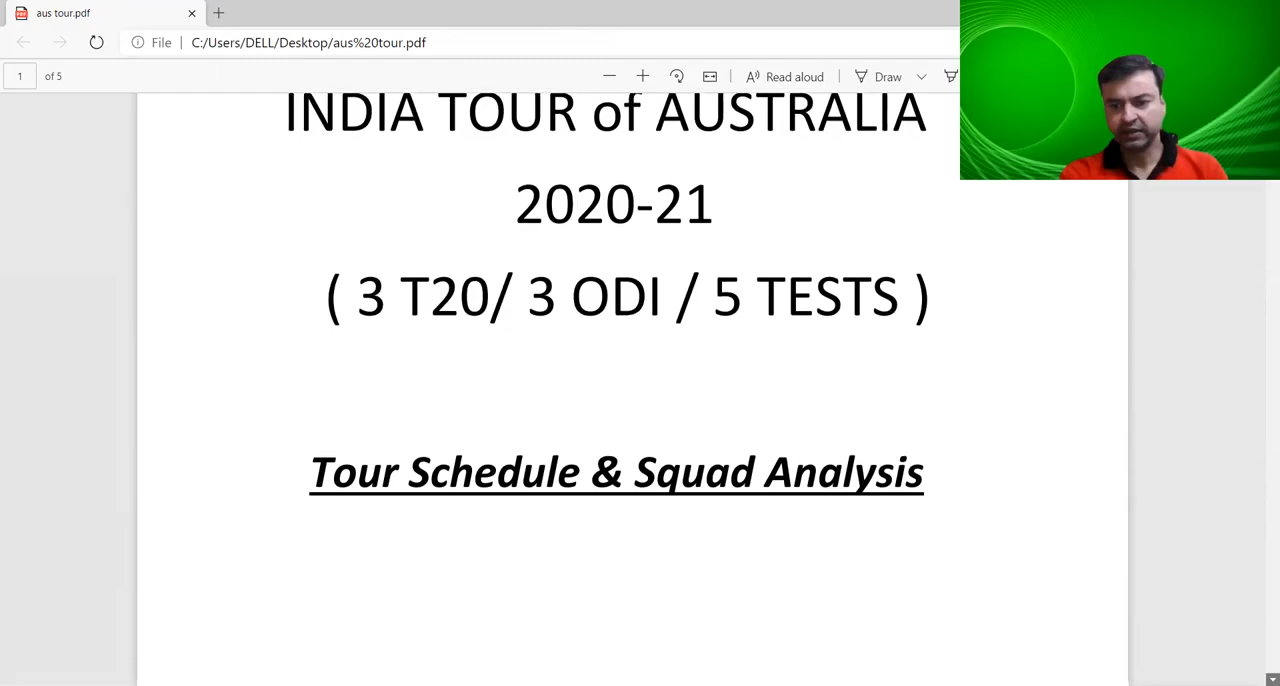 aus tour.pdf
File
C:/Users/DELL/Desktop/aus%20tour.pdf
1 of 5
Read aloud
Draw
INDIA TOUR of AUSTRALIA
2020-21
( 3 T20/ 3 ODI / 5 TESTS )
Tour Schedule & Squad Analysis